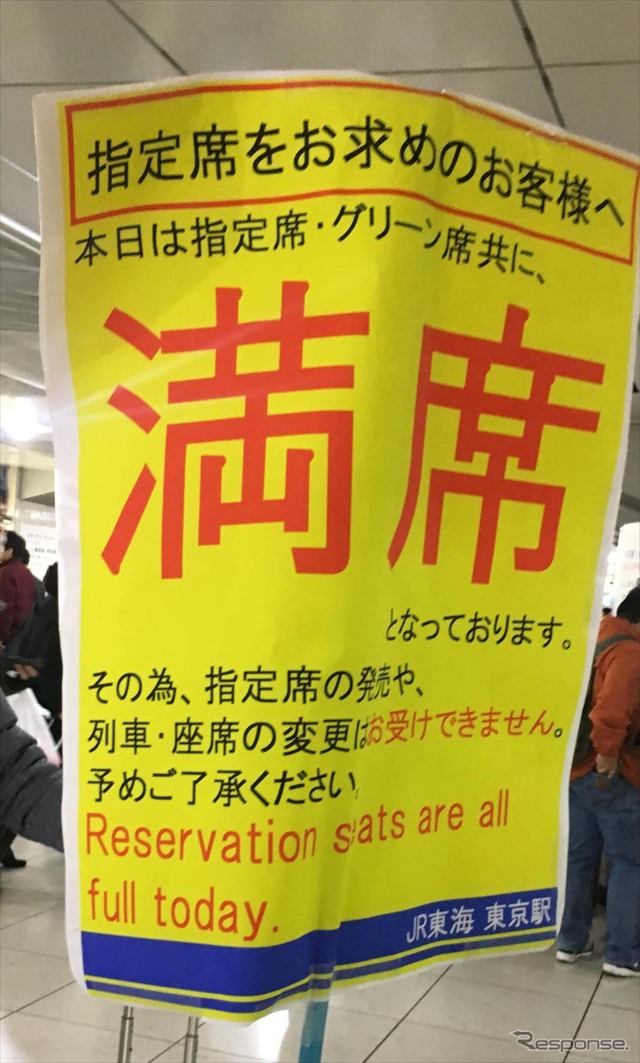 指定席をお求めのお客様へ
本日は指定席・グリーン席共に、
満席
となっております。
その為、指定席の発売や、
列車・座席の変更はお受けできません。
予めご了承ください。
Reservation seats are all
full today.
JR東海 東京駅
Response.